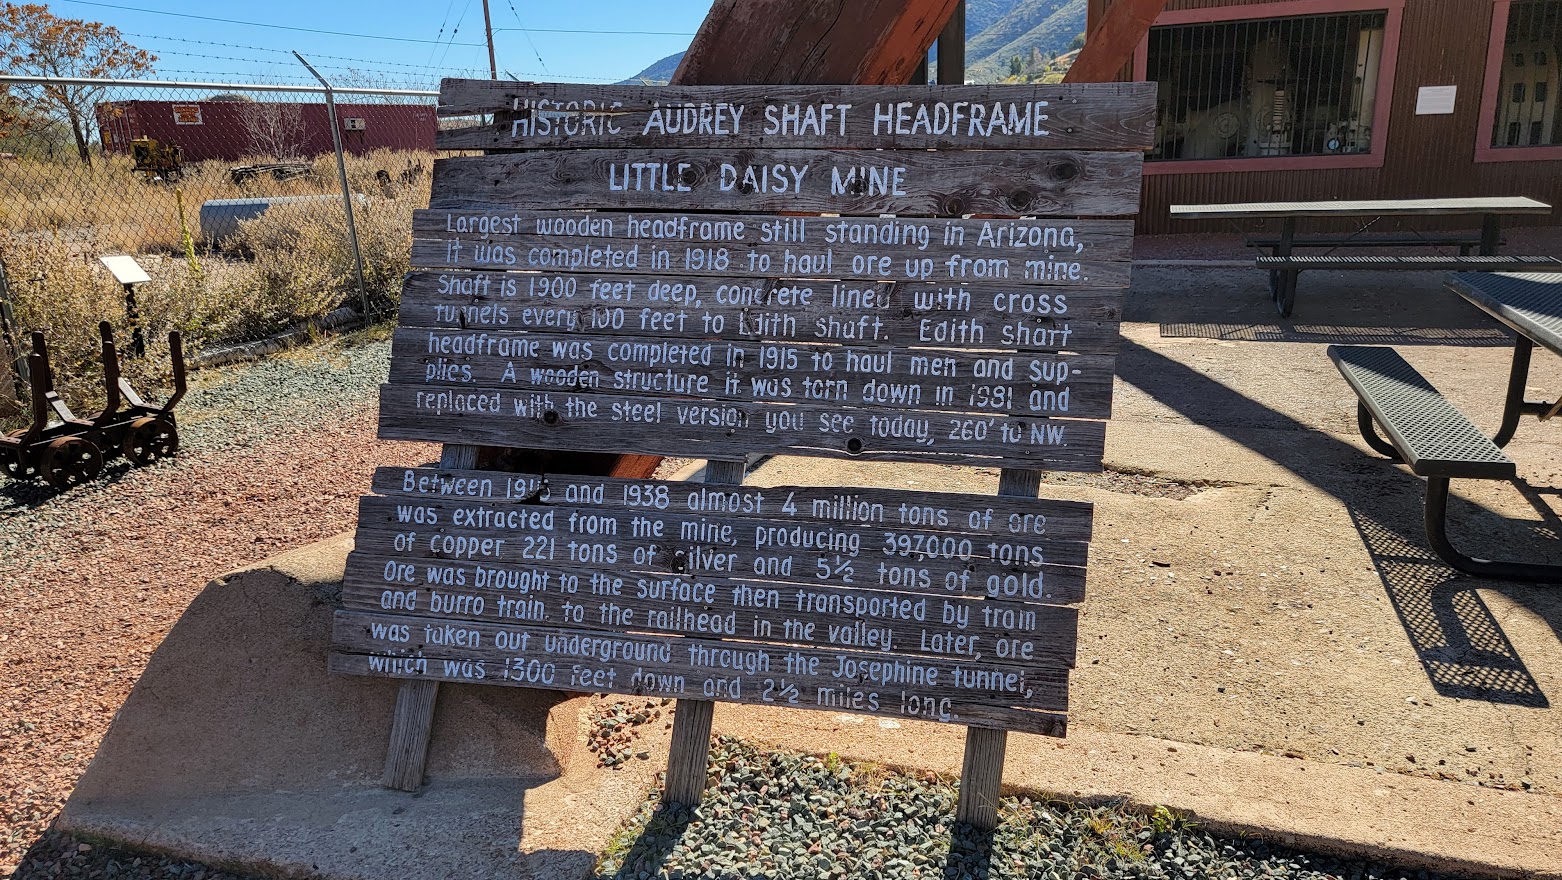 HISTORIC AUDREY SHAFT HEADFRAME
LITTLE DAISY MINE
Largest wooden headframe still standing in Arizona,
it was completed in 1918 to haul ore up from mine.
Shaft is 1900 feet deep, concrete lined with cross
tunnels every 100 feet to Edith shaft. Edith shaft
headframe was completed in 1915 to haul men and sup-
plies. A wooden structure it was torn down in 1981 and
replaced with the steel version you see today, 260' to NW.
Between and 1938 almost 4 million tons of ore
was extracted from the mine, producing 397,000 tons
of copper 221 tons of silver and 5½ tons of gold.
Ore was brought to the surface then transported by tram
and burro train, to the railhead in the valley. Later, ore
was taken out underground through the Josephine tunnel,
which was 1300 feet down and 2½ miles long.